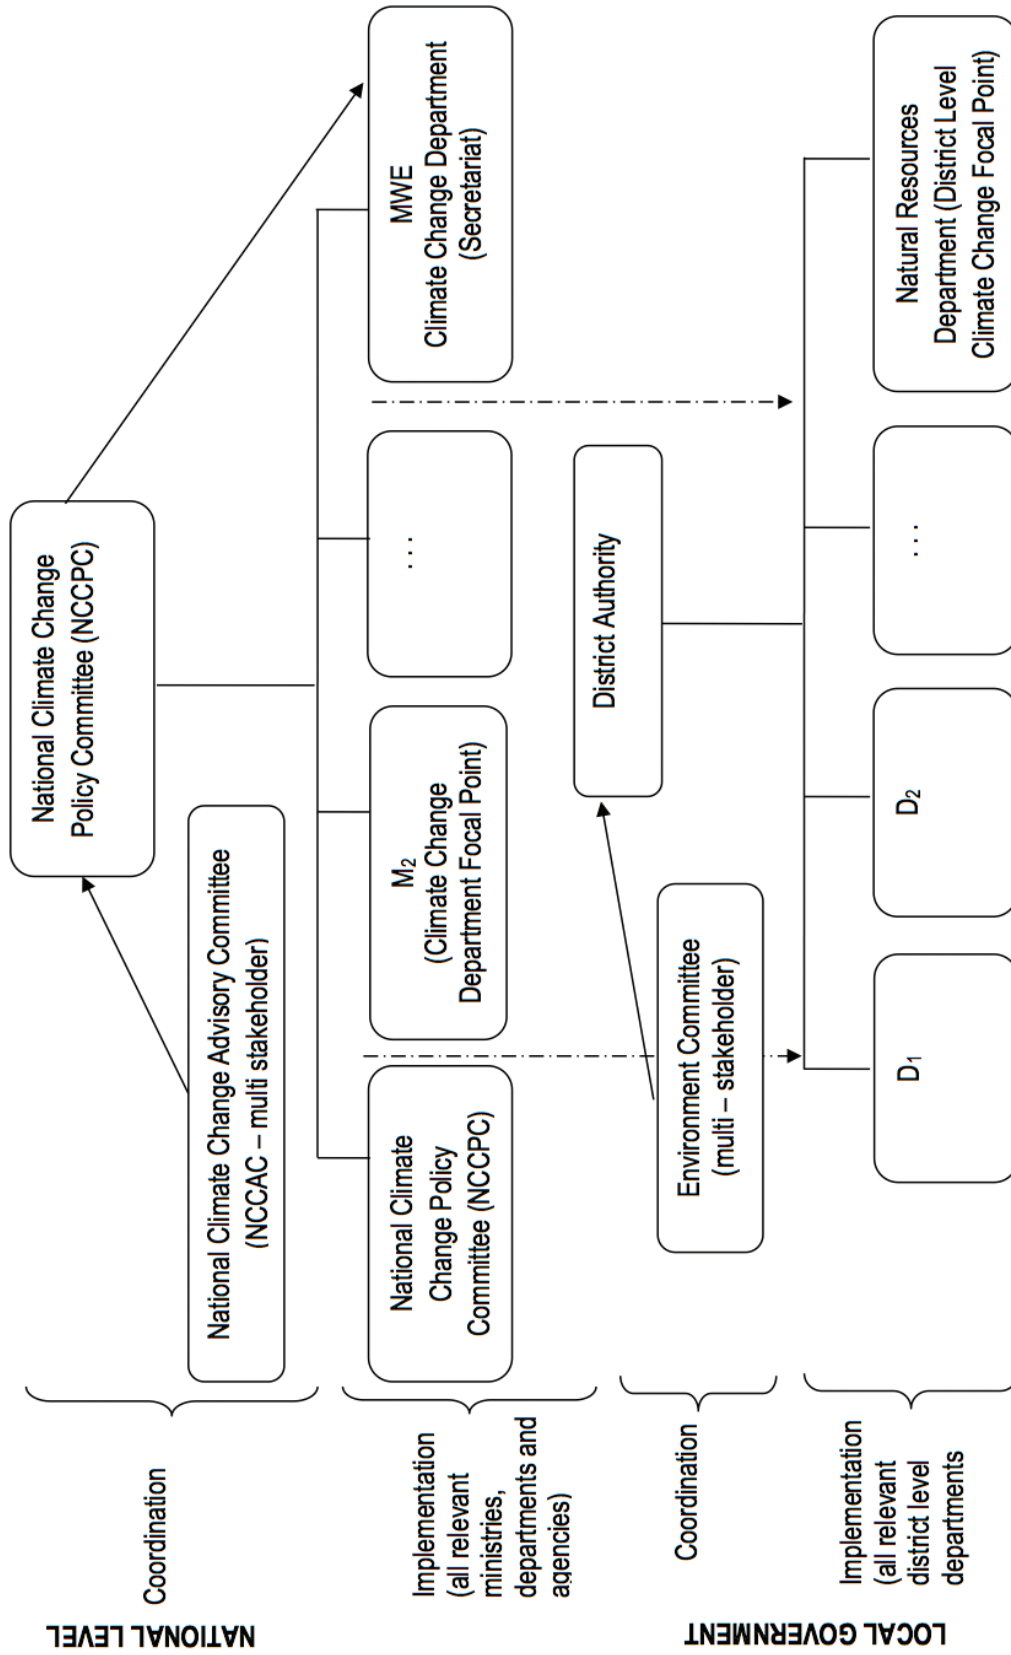 NATIONAL LEVEL
Coordination
National Climate Change
Policy Committee (NCCPC)
National Climate Change Advisory Committee
(NCCAC – multi stakeholder)
Implementation
(all relevant
ministries,
departments and
agencies)
National Climate
Change Policy
Committee (NCCPC)
M₂
(Climate Change
Department Focal Point)
. . .
MWE
Climate Change Department
(Secretariat)
LOCAL GOVERNMENT
Coordination
District Authority
Environment Committee
(multi – stakeholder)
Implementation
(all relevant
district level
departments
D₁
D₂
. . .
Natural Resources
Department (District Level
Climate Change Focal Point)